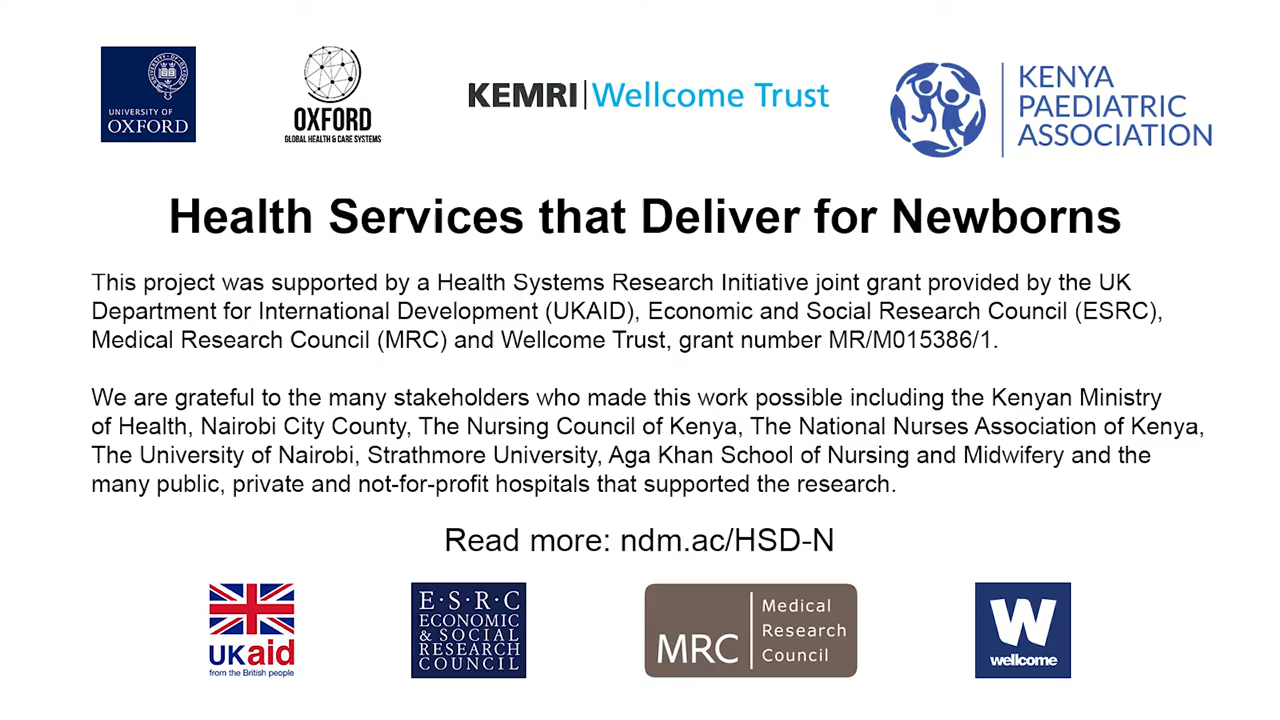 UNIVERSITY OF
OXFORD
OXFORD
GLOBAL HEALTH & CARE SYSTEMS
KEMRI Wellcome Trust
KENYA
PAEDIATRIC
ASSOCIATION
Health Services that Deliver for Newborns
This project was supported by a Health Systems Research Initiative joint grant provided by the UK
Department for International Development (UKAID), Economic and Social Research Council (ESRC),
Medical Research Council (MRC) and Wellcome Trust, grant number MR/M015386/1.
We are grateful to the many stakeholders who made this work possible including the Kenyan Ministry
of Health, Nairobi City County, The Nursing Council of Kenya, The National Nurses Association of Kenya,
The University of Nairobi, Strathmore University, Aga Khan School of Nursing and Midwifery and the
many public, private and not-for-profit hospitals that supported the research.
Read more: ndm.ac/HSD-N
UKaid
from the British people
E·S·R·C
ECONOMIC
& SOCIAL
RESEARCH
COUNCIL
MRC
Medical
Research
Council
W
wellcome